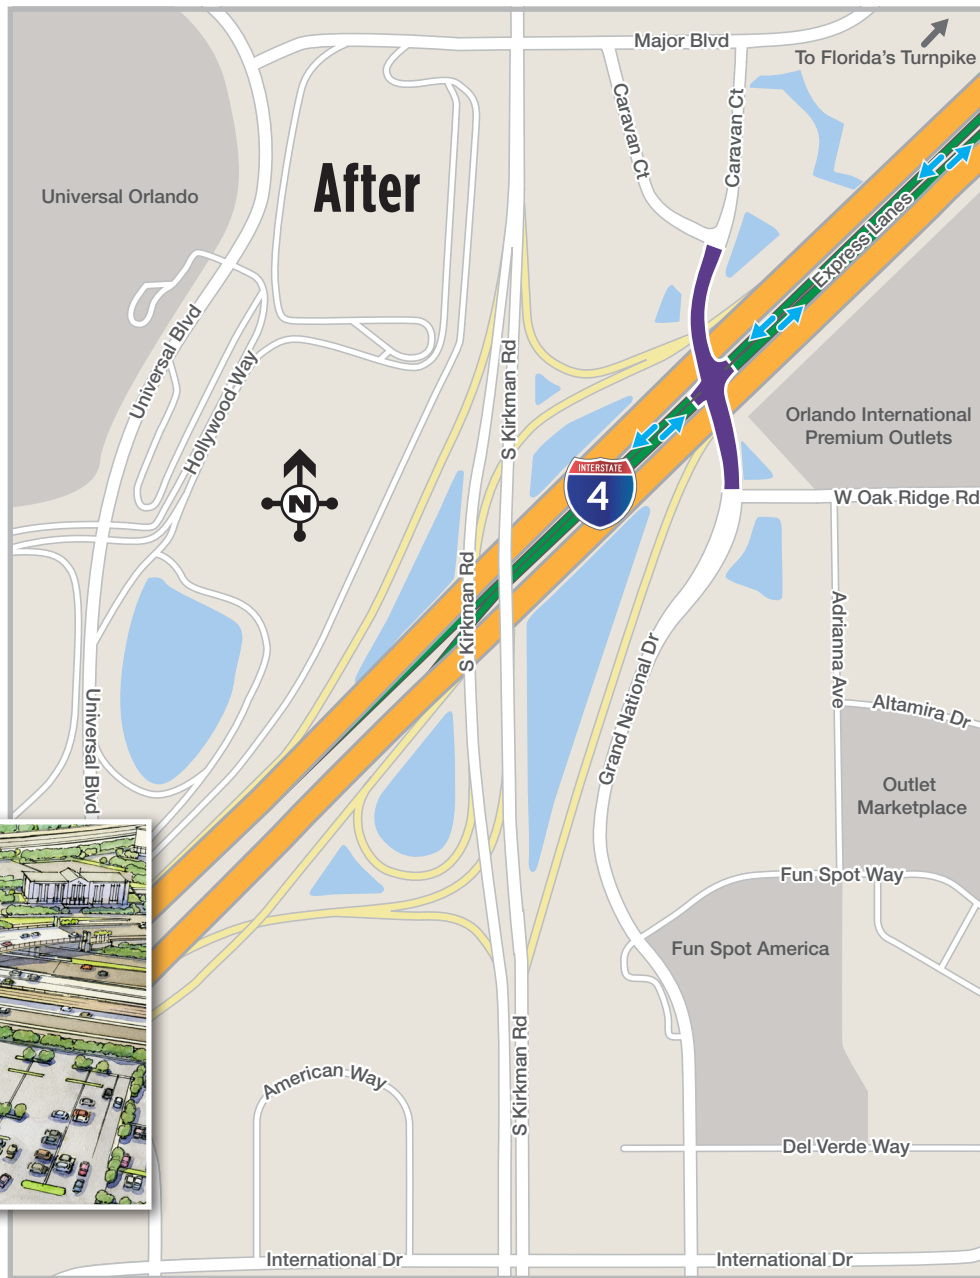 Major Blvd
To Florida's Turnpike
Caravan Ct
Caravan Ct
After
Universal Orlando
Express Lanes
Universal Blvd
Hollywood Way
S Kirkman Rd
Orlando International
Premium Outlets
INTERSTATE
4
N
W Oak Ridge Rd
S Kirkman Rd
Adrianna Ave
Grand National Dr
Altamira Dr
Universal Blvd
Outlet
Marketplace
Fun Spot Way
Fun Spot America
S Kirkman Rd
American Way
Del Verde Way
International Dr
International Dr